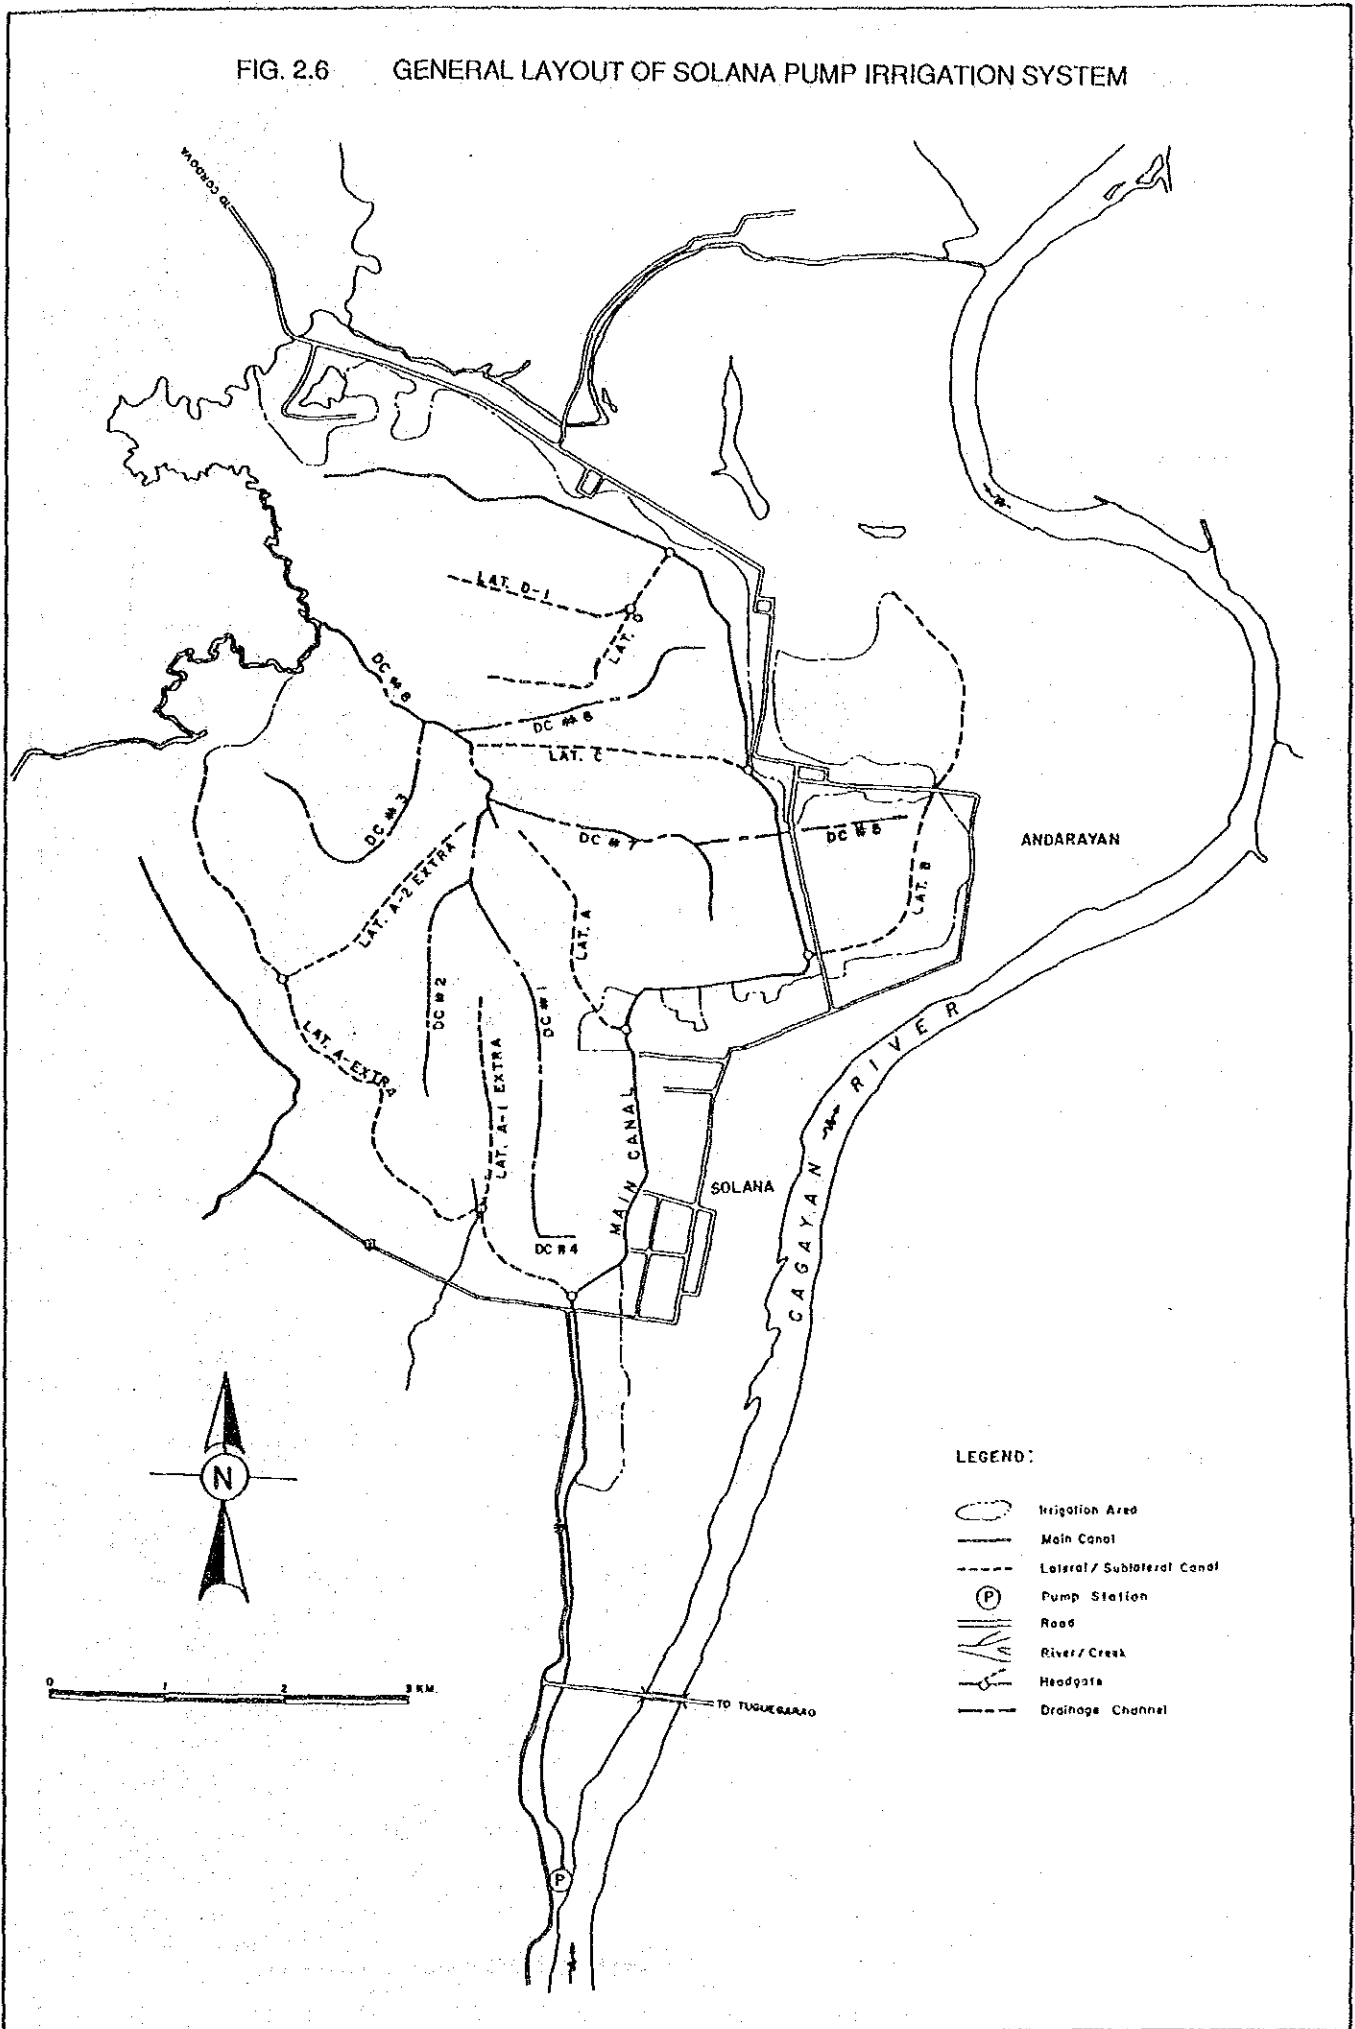 FIG. 2.6 GENERAL LAYOUT OF SOLANA PUMP IRRIGATION SYSTEM
TO CORDOVA
LAT. D-1
LAT. D
DC # 8
DC # 6
LAT. C
DC # 3
DC # 7
DC # 8
ANDARAYAN
LAT. A-2 EXTRA
LAT. A
LAT. B
DC # 2
DC # 1
LAT. A-EXTRA
LAT. A-1 EXTRA
MAIN CANAL
SOLANA
DC # 4
CAGAYAN RIVER
N
LEGEND:
Irrigation Area
Main Canal
Lateral / Sublateral Canal
P Pump Station
Road
River / Creek
Headgate
Drainage Channel
0 1 2 3 KM.
TO TUGUEGARAO
P